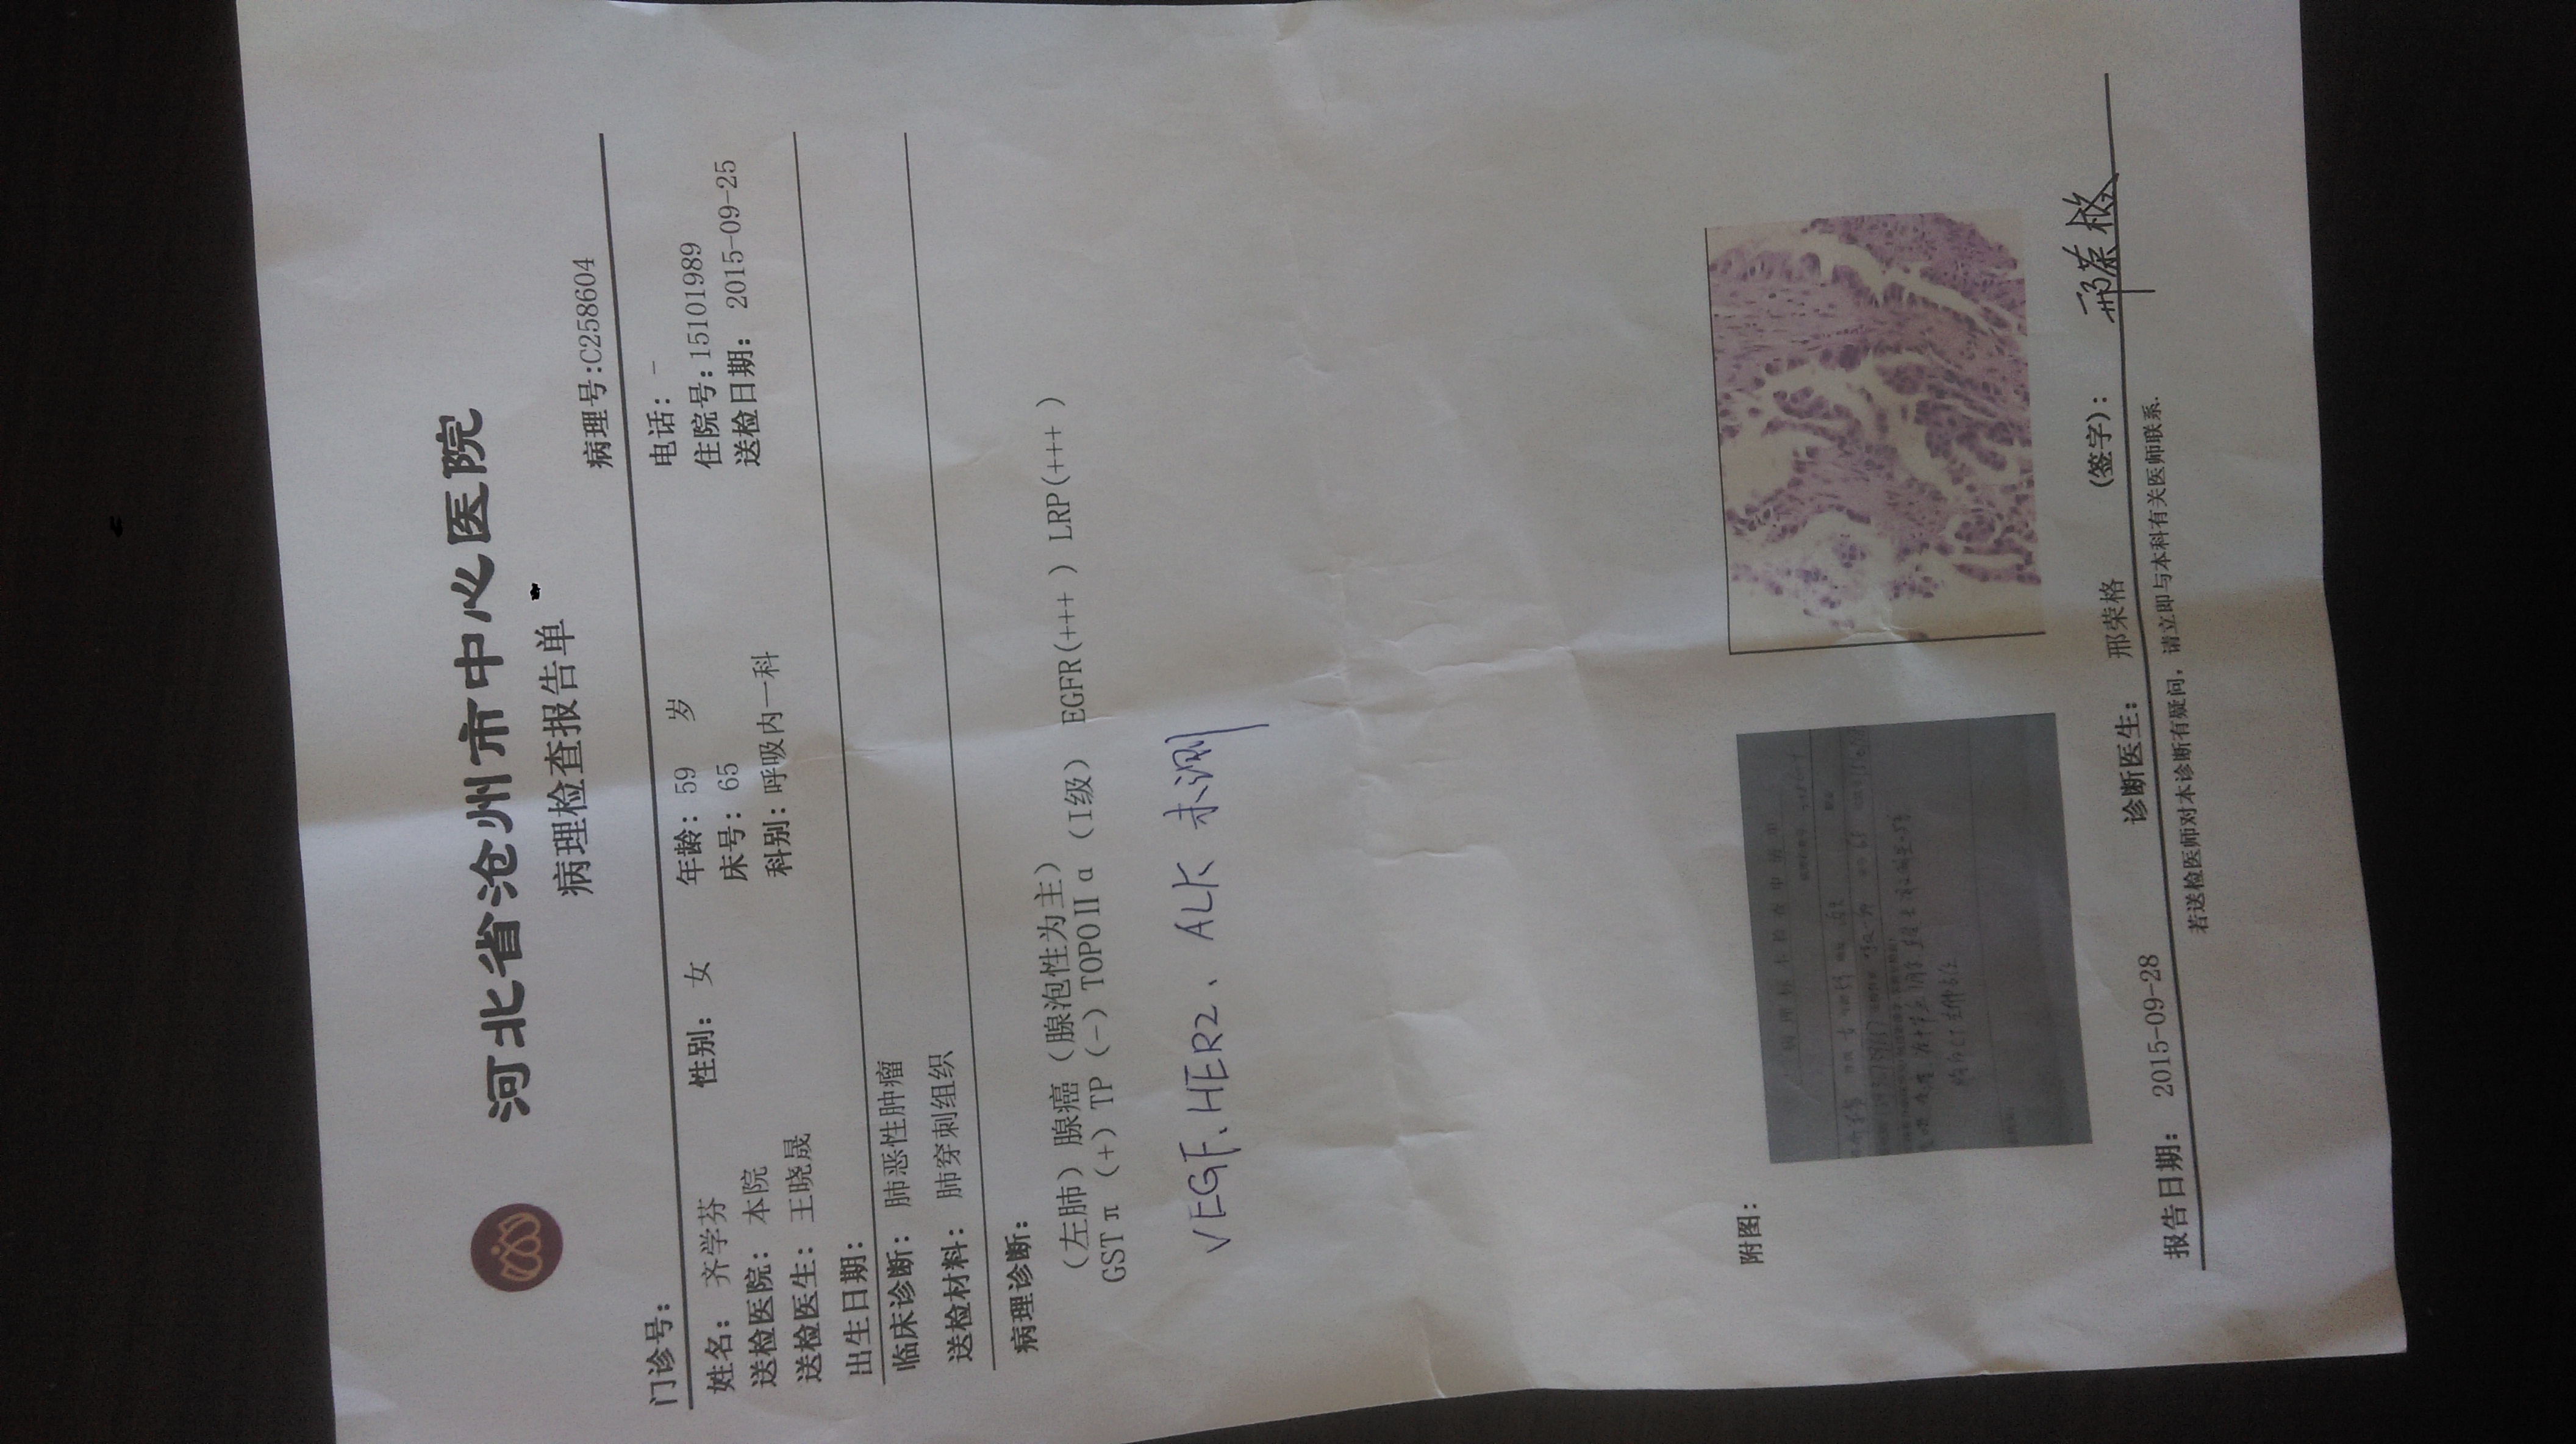 河北省沧州市中心医院
病理检查报告单
病理号:C258604
门诊号:
姓名: 齐学芬 性别: 女 年龄: 59 岁 电话: -
送检医院: 本院 床号: 65 住院号: 15101989
送检医生: 王晓晟 科别: 呼吸内一科 送检日期: 2015-09-25
出生日期:
临床诊断: 肺恶性肿瘤
送检材料: 肺穿刺组织
病理诊断:
(左肺) 腺癌 (腺泡性为主)
GSTπ (+) TP (-) TOPOⅡα (I级) EGFR(+++) LRP(+++)
VEGF、HER2、ALK 未测
附图:
报告日期: 2015-09-28 诊断医生: 邢荣格 (签字): 邢荣格
若送检医师对本诊断有疑问, 请立即与本科有关医师联系.